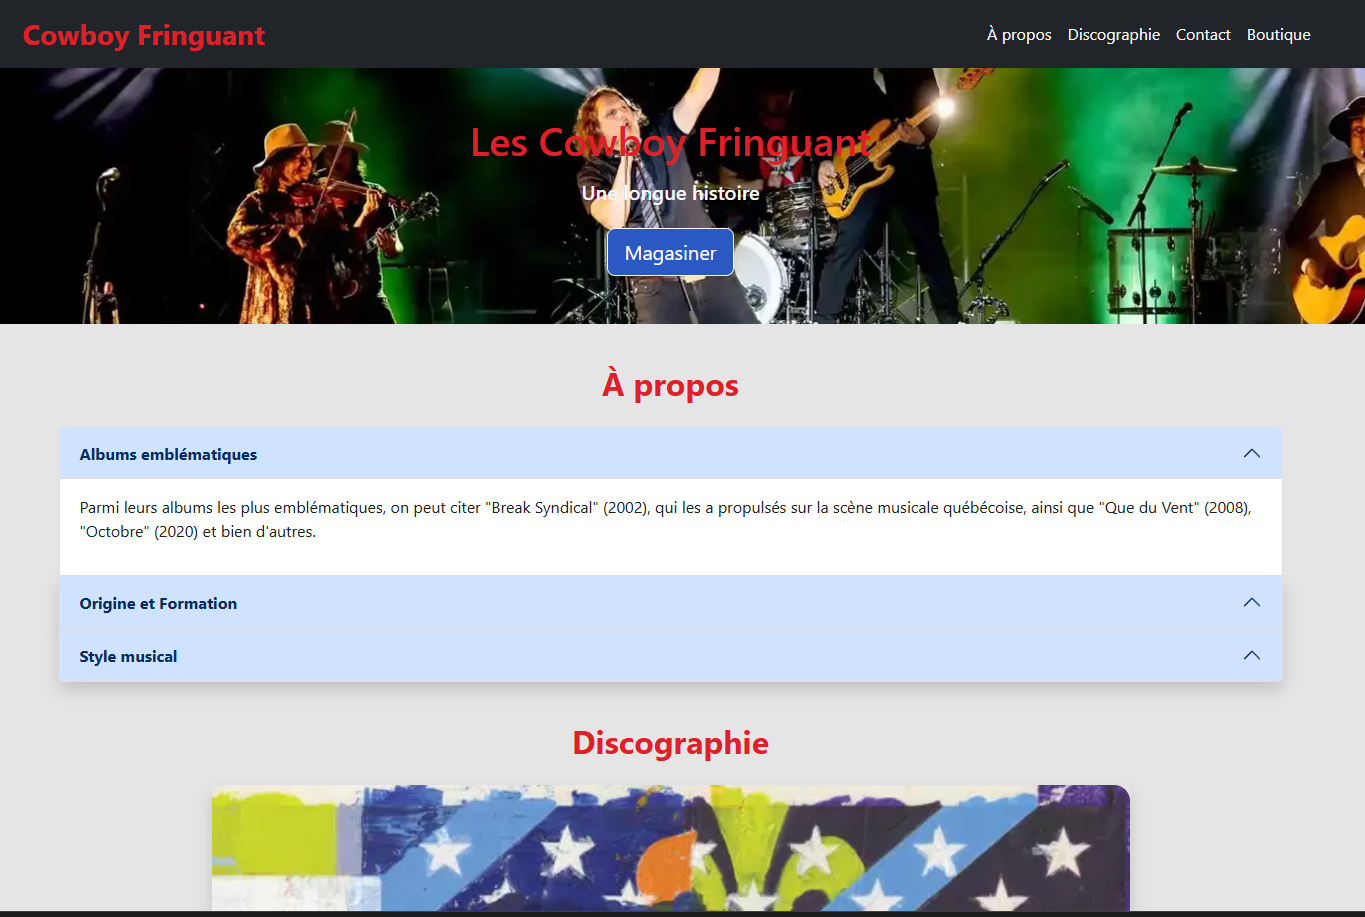 Cowboy Fringuant
À propos Discographie Contact Boutique
Les Cowboy Fringuant
Une longue histoire
Magasiner
À propos
Albums emblématiques
Parmi leurs albums les plus emblématiques, on peut citer "Break Syndical" (2002), qui les a propulsés sur la scène musicale québécoise, ainsi que "Que du Vent" (2008),
"Octobre" (2020) et bien d'autres.
Origine et Formation
Style musical
Discographie